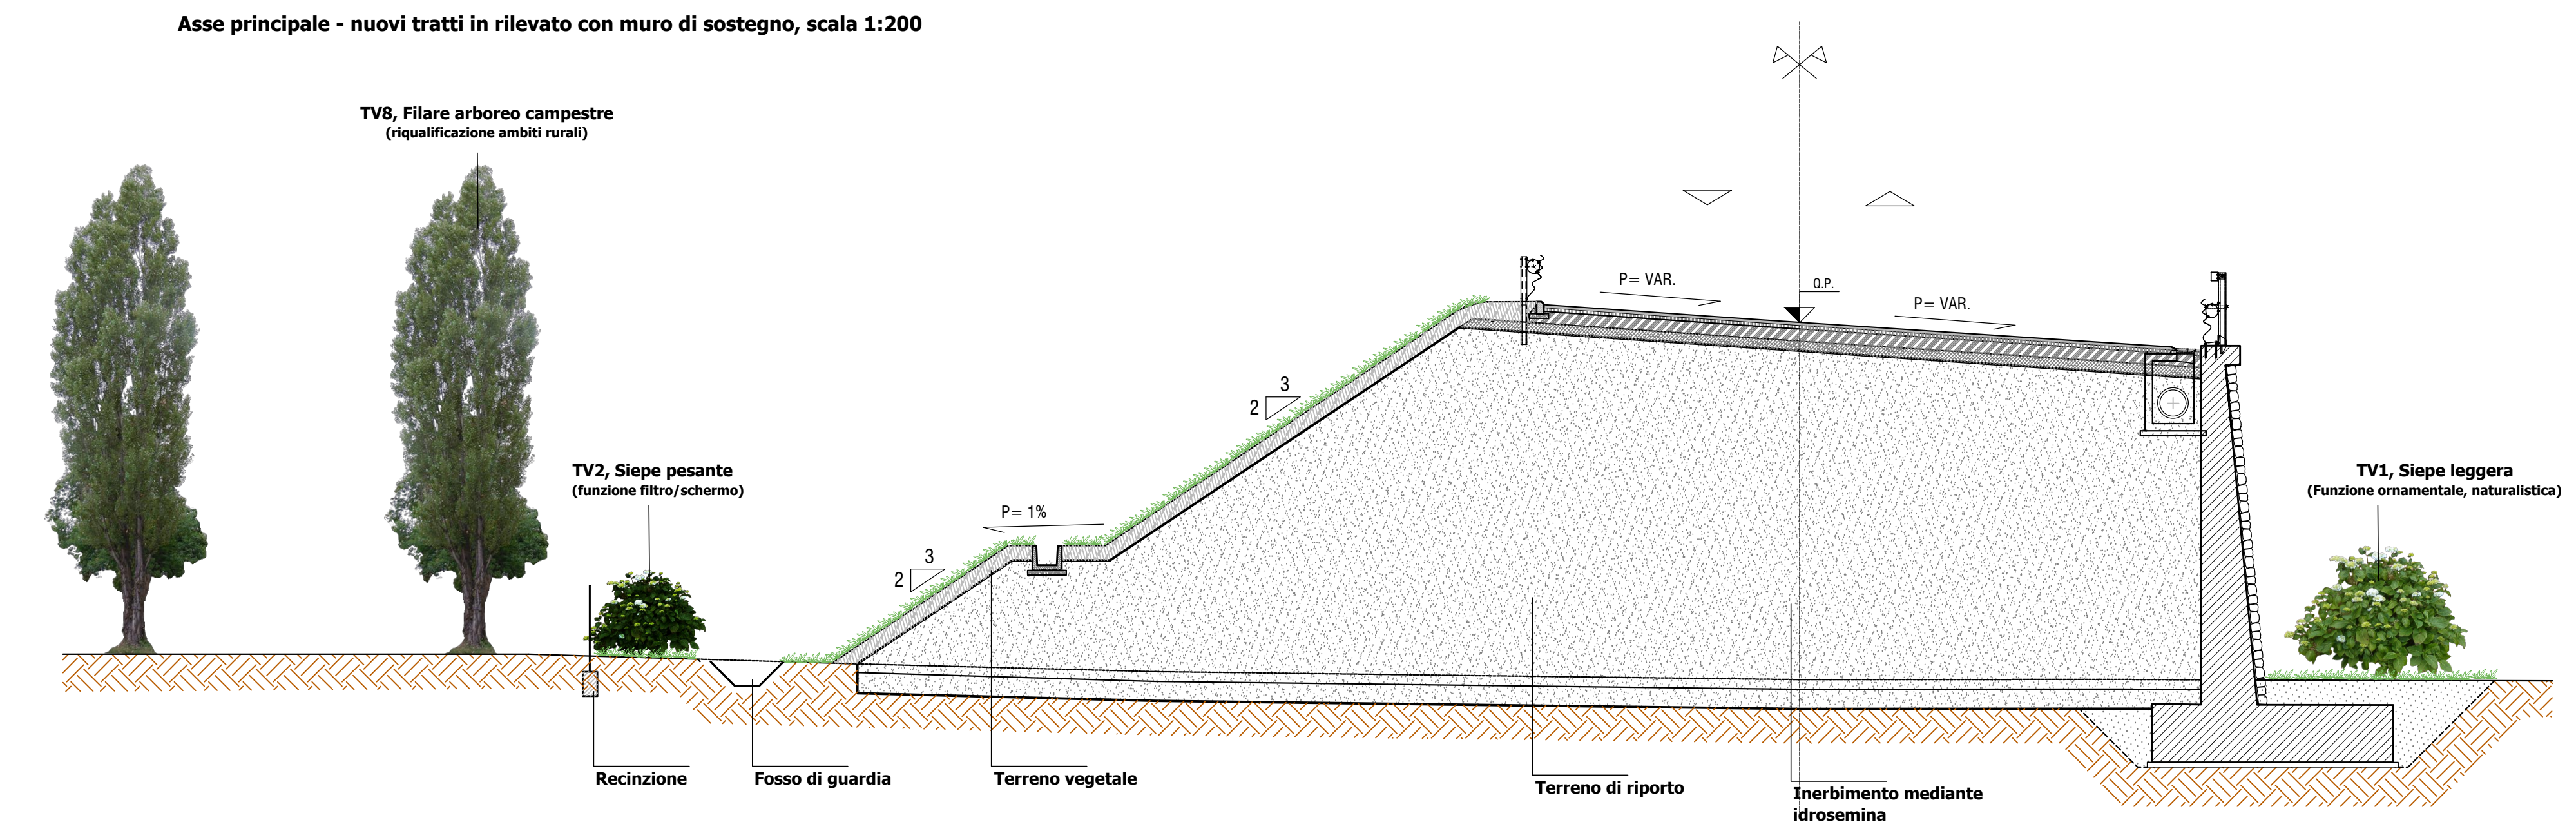 Asse principale - nuovi tratti in rilevato con muro di sostegno, scala 1:200
TV8, Filare arboreo campestre
(riqualificazione ambiti rurali)
P= VAR.
Q.P.
P= VAR.
3
2
TV2, Siepe pesante
(funzione filtro/schermo)
TV1, Siepe leggera
(Funzione ornamentale, naturalistica)
P= 1%
3
2
Recinzione
Fosso di guardia
Terreno vegetale
Terreno di riporto
Inerbimento mediante
idrosemina